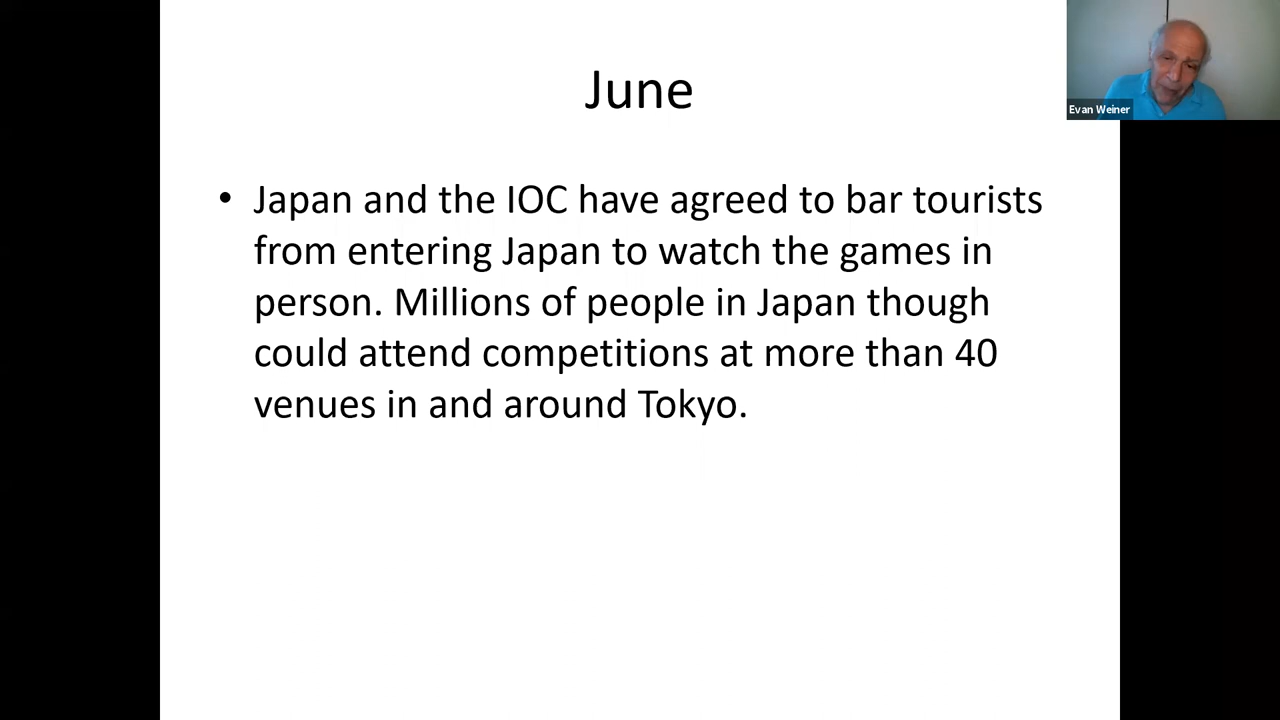 June
• Japan and the IOC have agreed to bar tourists
from entering Japan to watch the games in
person. Millions of people in Japan though
could attend competitions at more than 40
venues in and around Tokyo.
Evan Weiner